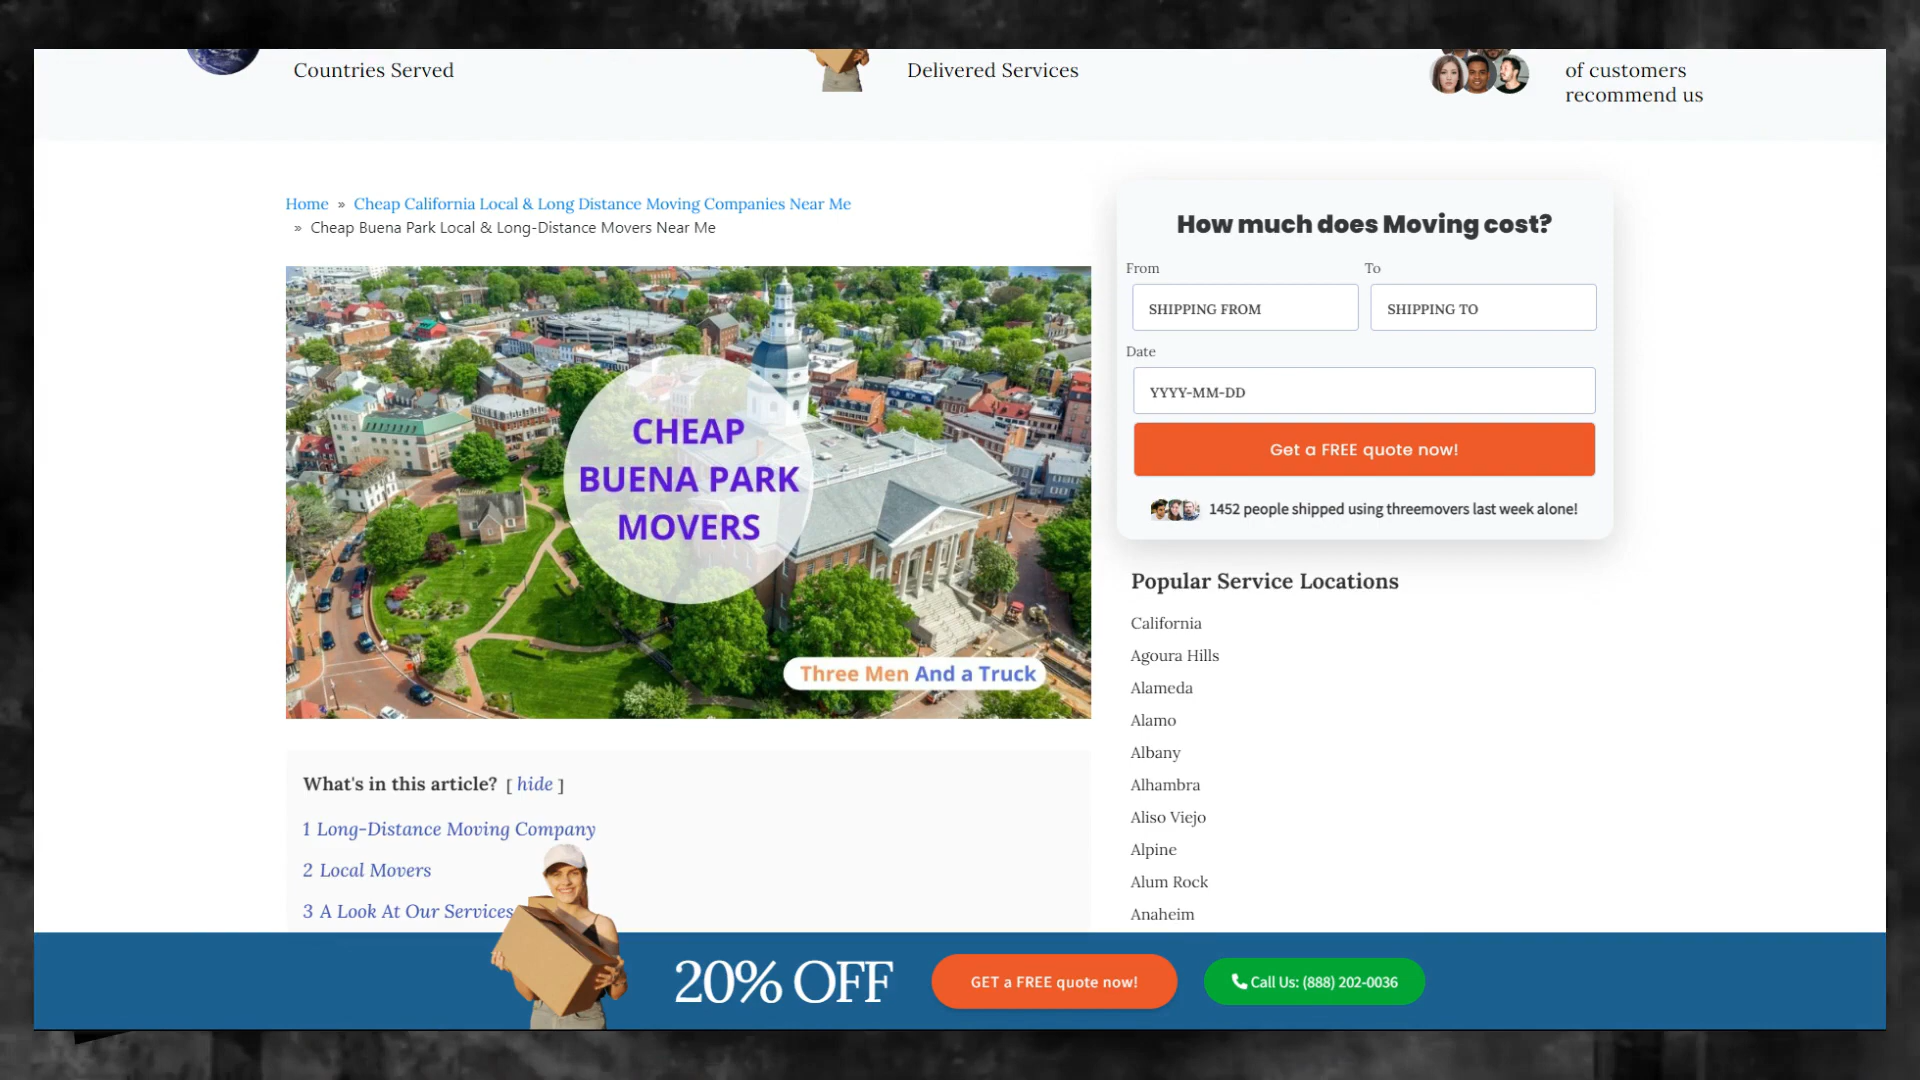 Countries Served
Delivered Services
of customers
recommend us
Home » Cheap California Local & Long Distance Moving Companies Near Me
» Cheap Buena Park Local & Long-Distance Movers Near Me
CHEAP
BUENA PARK
MOVERS
Three Men And a Truck
What's in this article? [ hide ]
1 Long-Distance Moving Company
2 Local Movers
3 A Look At Our Services
How much does Moving cost?
From
To
SHIPPING FROM
SHIPPING TO
Date
YYYY-MM-DD
Get a FREE quote now!
1452 people shipped using threemovers last week alone!
Popular Service Locations
California
Agoura Hills
Alameda
Alamo
Albany
Alhambra
Aliso Viejo
Alpine
Alum Rock
Anaheim
20% OFF
GET a FREE quote now!
Call Us: (888) 202-0036